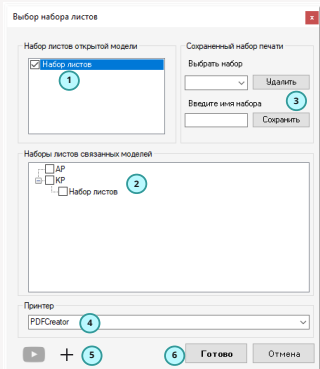 Выбор набора листов
x
Набор листов открытой модели
Набор листов
1
Сохраненный набор печати
Выбрать набор
Удалить
3
Введите имя набора
Сохранить
Наборы листов связанных моделей
АР
КР
Набор листов
2
Принтер
PDFCreator
4
5
6
Готово
Отмена